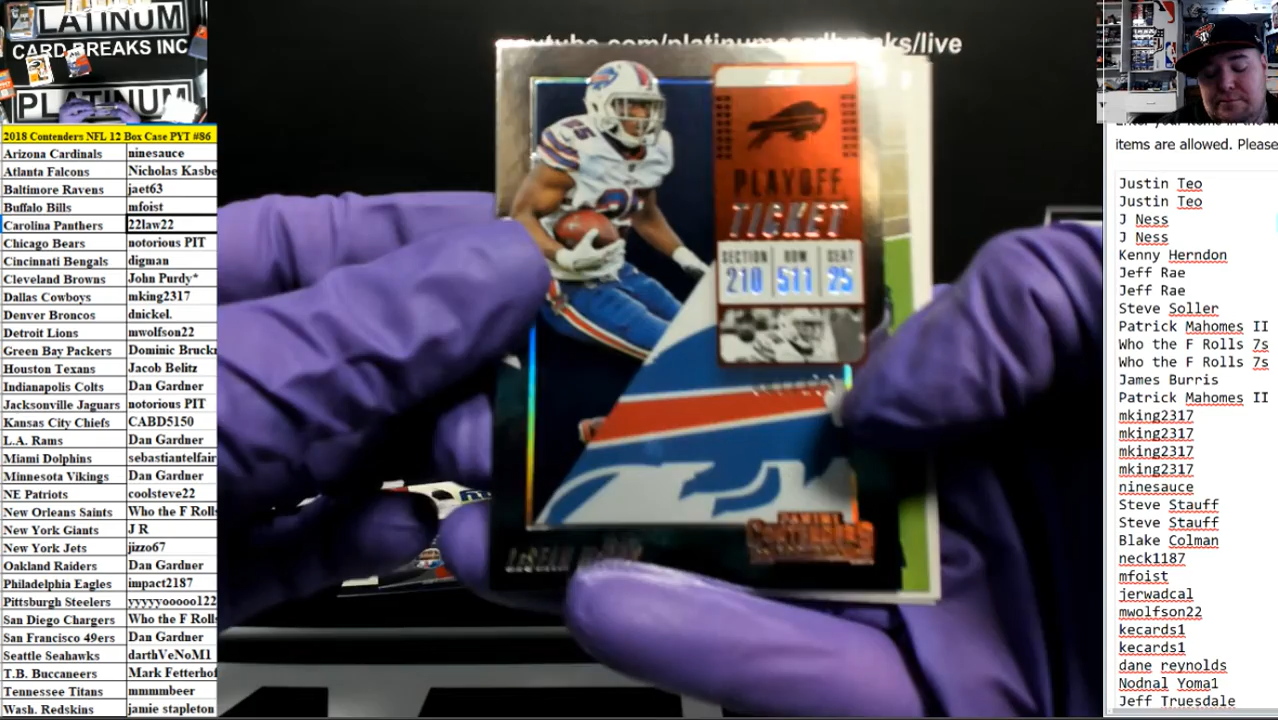 PLATINUM
CARD BREAKS INC
PLATINUM
youtube.com/platinumcardbreaks/live
2018 Contenders NFL 12 Box Case PYT #86
Arizona Cardinals ninesauce
Atlanta Falcons Nicholas Kasbe
Baltimore Ravens jaet63
Buffalo Bills mfoist
Carolina Panthers 22law22
Chicago Bears notorious PIT
Cincinnati Bengals digman
Cleveland Browns John Purdy*
Dallas Cowboys mking2317
Denver Broncos dnickel.
Detroit Lions mwolfson22
Green Bay Packers Dominic Bruckn
Houston Texans Jacob Belitz
Indianapolis Colts Dan Gardner
Jacksonville Jaguars notorious PIT
Kansas City Chiefs CABD5150
L.A. Rams Dan Gardner
Miami Dolphins sebastiantelfair
Minnesota Vikings Dan Gardner
NE Patriots coolsteve22
New Orleans Saints Who the F Rolls
New York Giants J R
New York Jets jizzo67
Oakland Raiders Dan Gardner
Philadelphia Eagles impact2187
Pittsburgh Steelers yyyyyooooo122
San Diego Chargers Who the F Rolls
San Francisco 49ers Dan Gardner
Seattle Seahawks darthVeNoM1
T.B. Buccaneers Mark Fetterhof
Tennessee Titans mmmmbeer
Wash. Redskins jamie stapleton
PLAYOFF
TICKET
SECTION ROW SEAT
210 511 25
items are allowed. Please
Justin Teo
Justin Teo
J Ness
J Ness
Kenny Herndon
Jeff Rae
Jeff Rae
Steve Soller
Patrick Mahomes II
Who the F Rolls 7s
Who the F Rolls 7s
James Burris
Patrick Mahomes II
mking2317
mking2317
mking2317
mking2317
ninesauce
Steve Stauff
Steve Stauff
Blake Colman
neck1187
mfoist
jerwadcal
mwolfson22
kecards1
kecards1
dane reynolds
Nodnal Yoma1
Jeff Truesdale